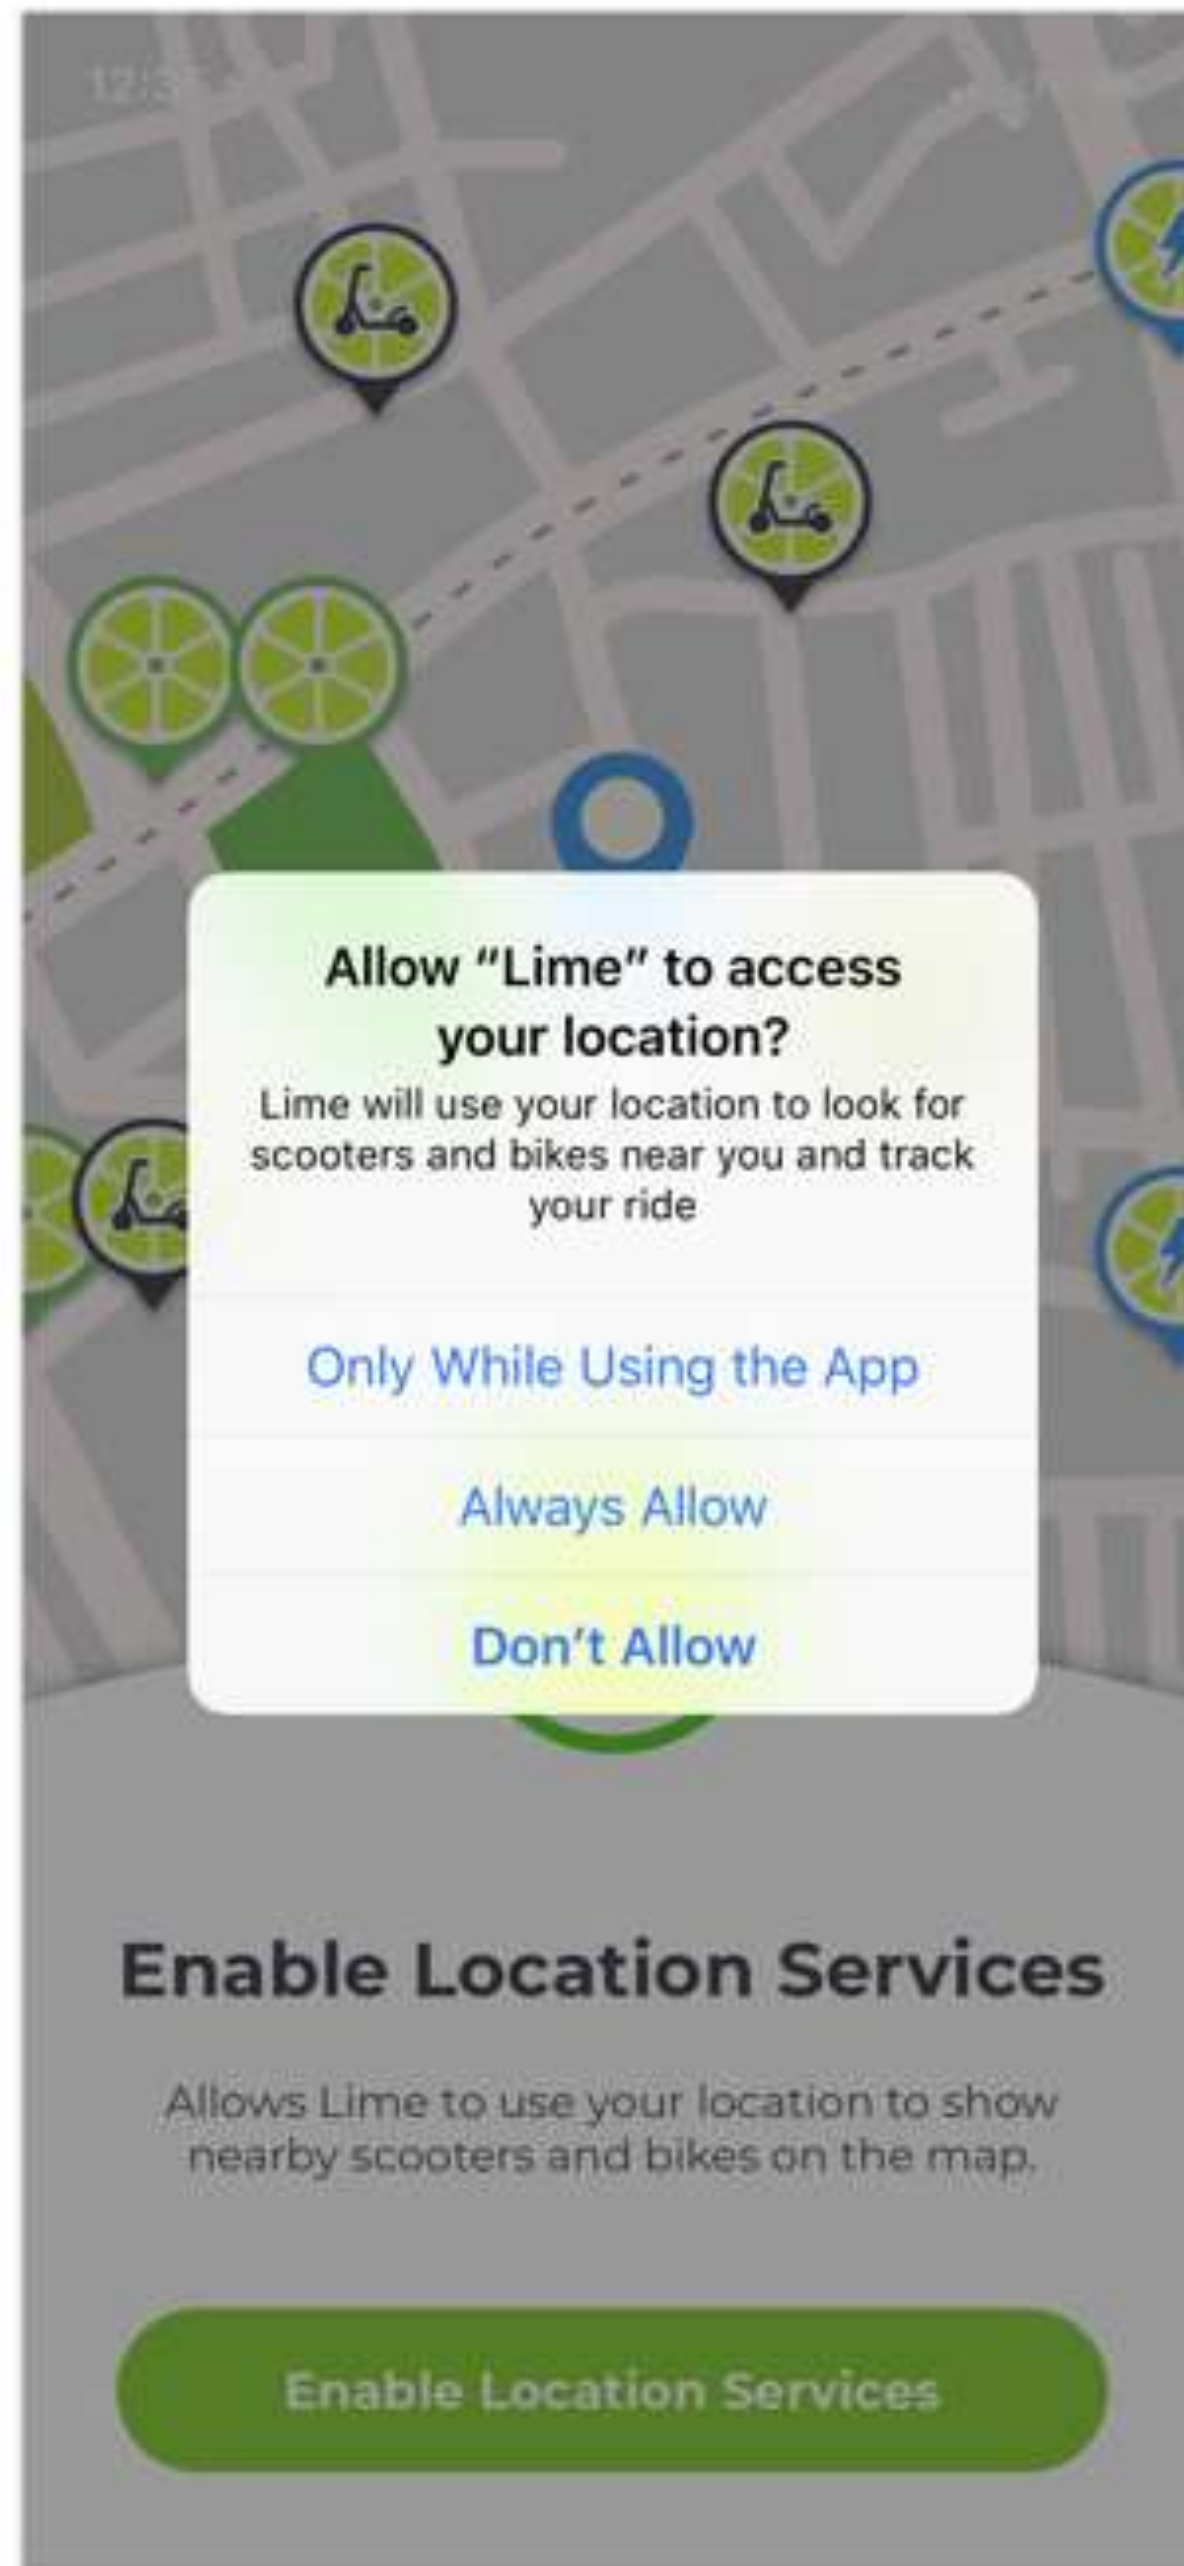 Allow “Lime” to access
your location?
Lime will use your location to look for
scooters and bikes near you and track
your ride
Only While Using the App
Always Allow
Don’t Allow
Enable Location Services
Allows Lime to use your location to show
nearby scooters and bikes on the map.
Enable Location Services